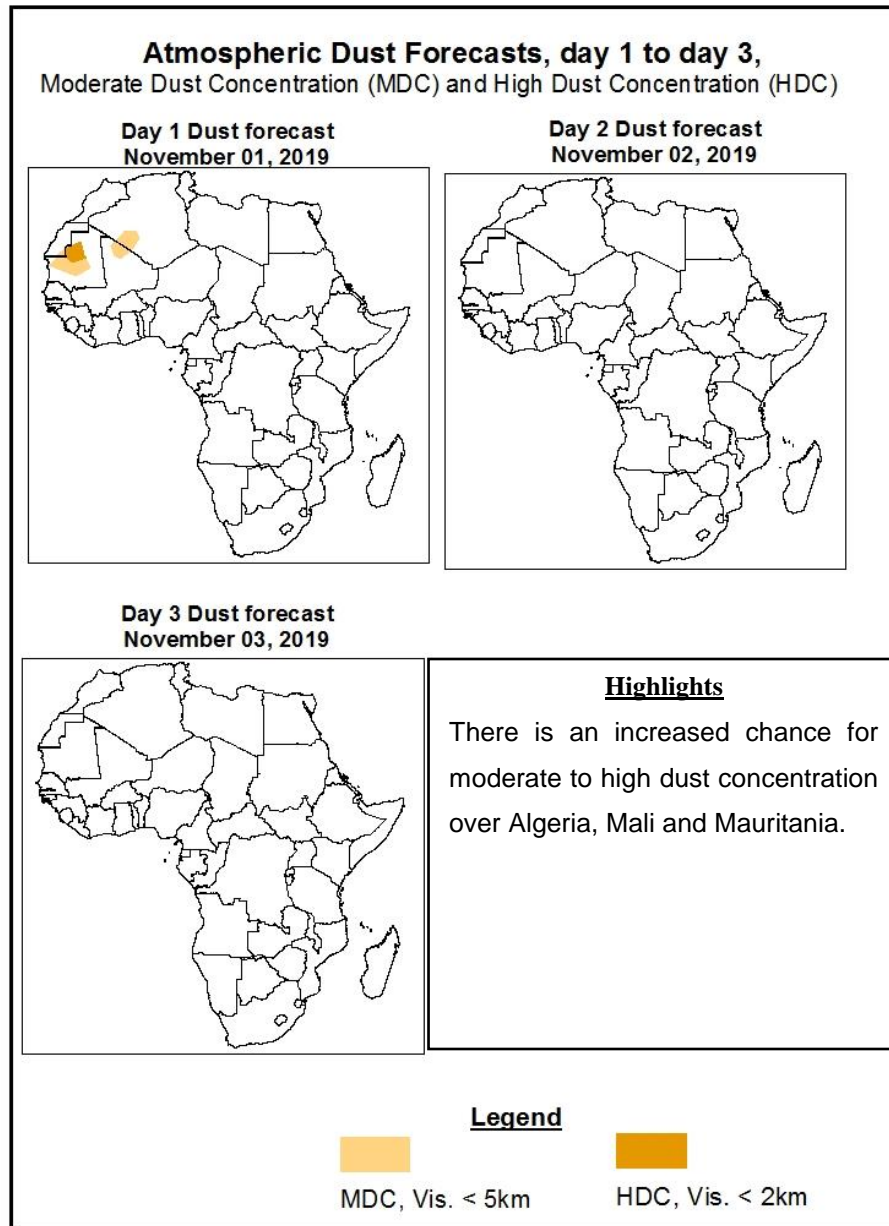 Atmospheric Dust Forecasts, day 1 to day 3,
Moderate Dust Concentration (MDC) and High Dust Concentration (HDC)
Day 1 Dust forecast
November 01, 2019
Day 2 Dust forecast
November 02, 2019
Day 3 Dust forecast
November 03, 2019
Highlights
There is an increased chance for
moderate to high dust concentration
over Algeria, Mali and Mauritania.
Legend
MDC, Vis. < 5km
HDC, Vis. < 2km